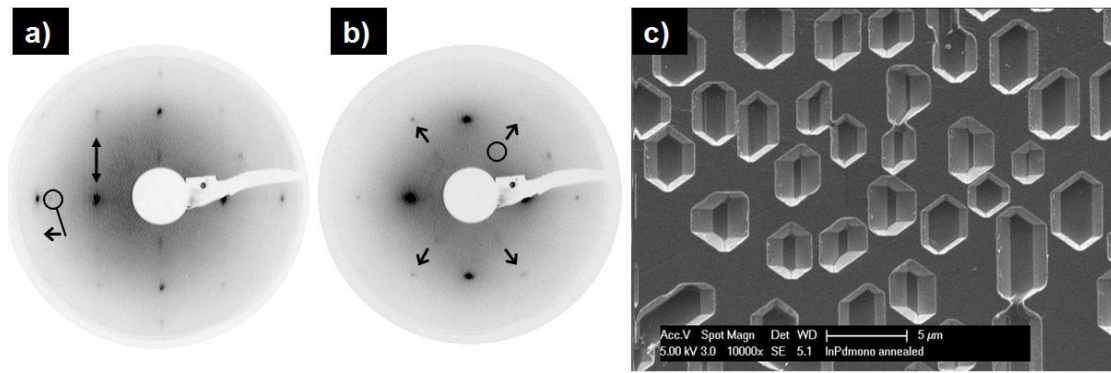 a)
b)
c)
Acc.V Spot Magn Det WD 5 µm
5.00 kV 3.0 10000x SE 5.1 InPdmono annealed